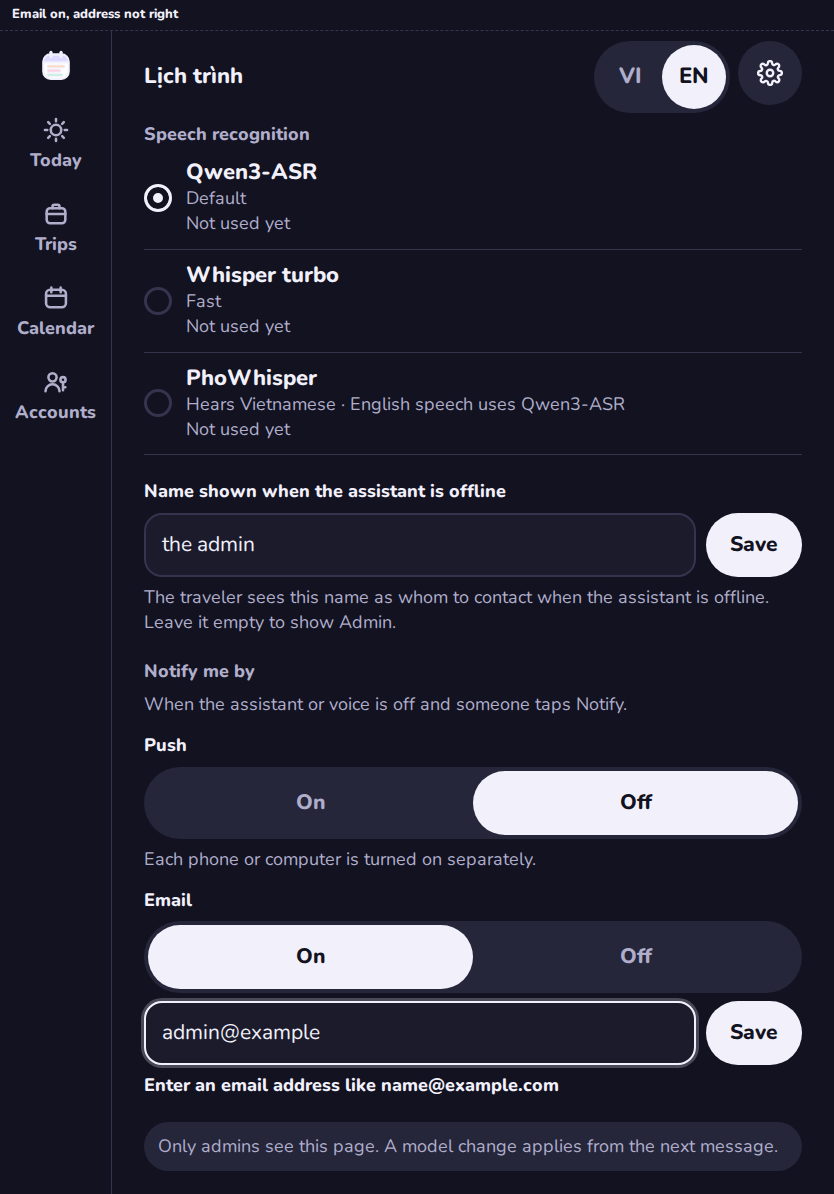 Email on, address not right
Lịch trình
VI
EN
Today
Trips
Calendar
Accounts
Speech recognition
Qwen3-ASR
Default
Not used yet
Whisper turbo
Fast
Not used yet
PhoWhisper
Hears Vietnamese · English speech uses Qwen3-ASR
Not used yet
Name shown when the assistant is offline
the admin
Save
The traveler sees this name as whom to contact when the assistant is offline.
Leave it empty to show Admin.
Notify me by
When the assistant or voice is off and someone taps Notify.
Push
On
Off
Each phone or computer is turned on separately.
Email
On
Off
admin@example
Save
Enter an email address like name@example.com
Only admins see this page. A model change applies from the next message.